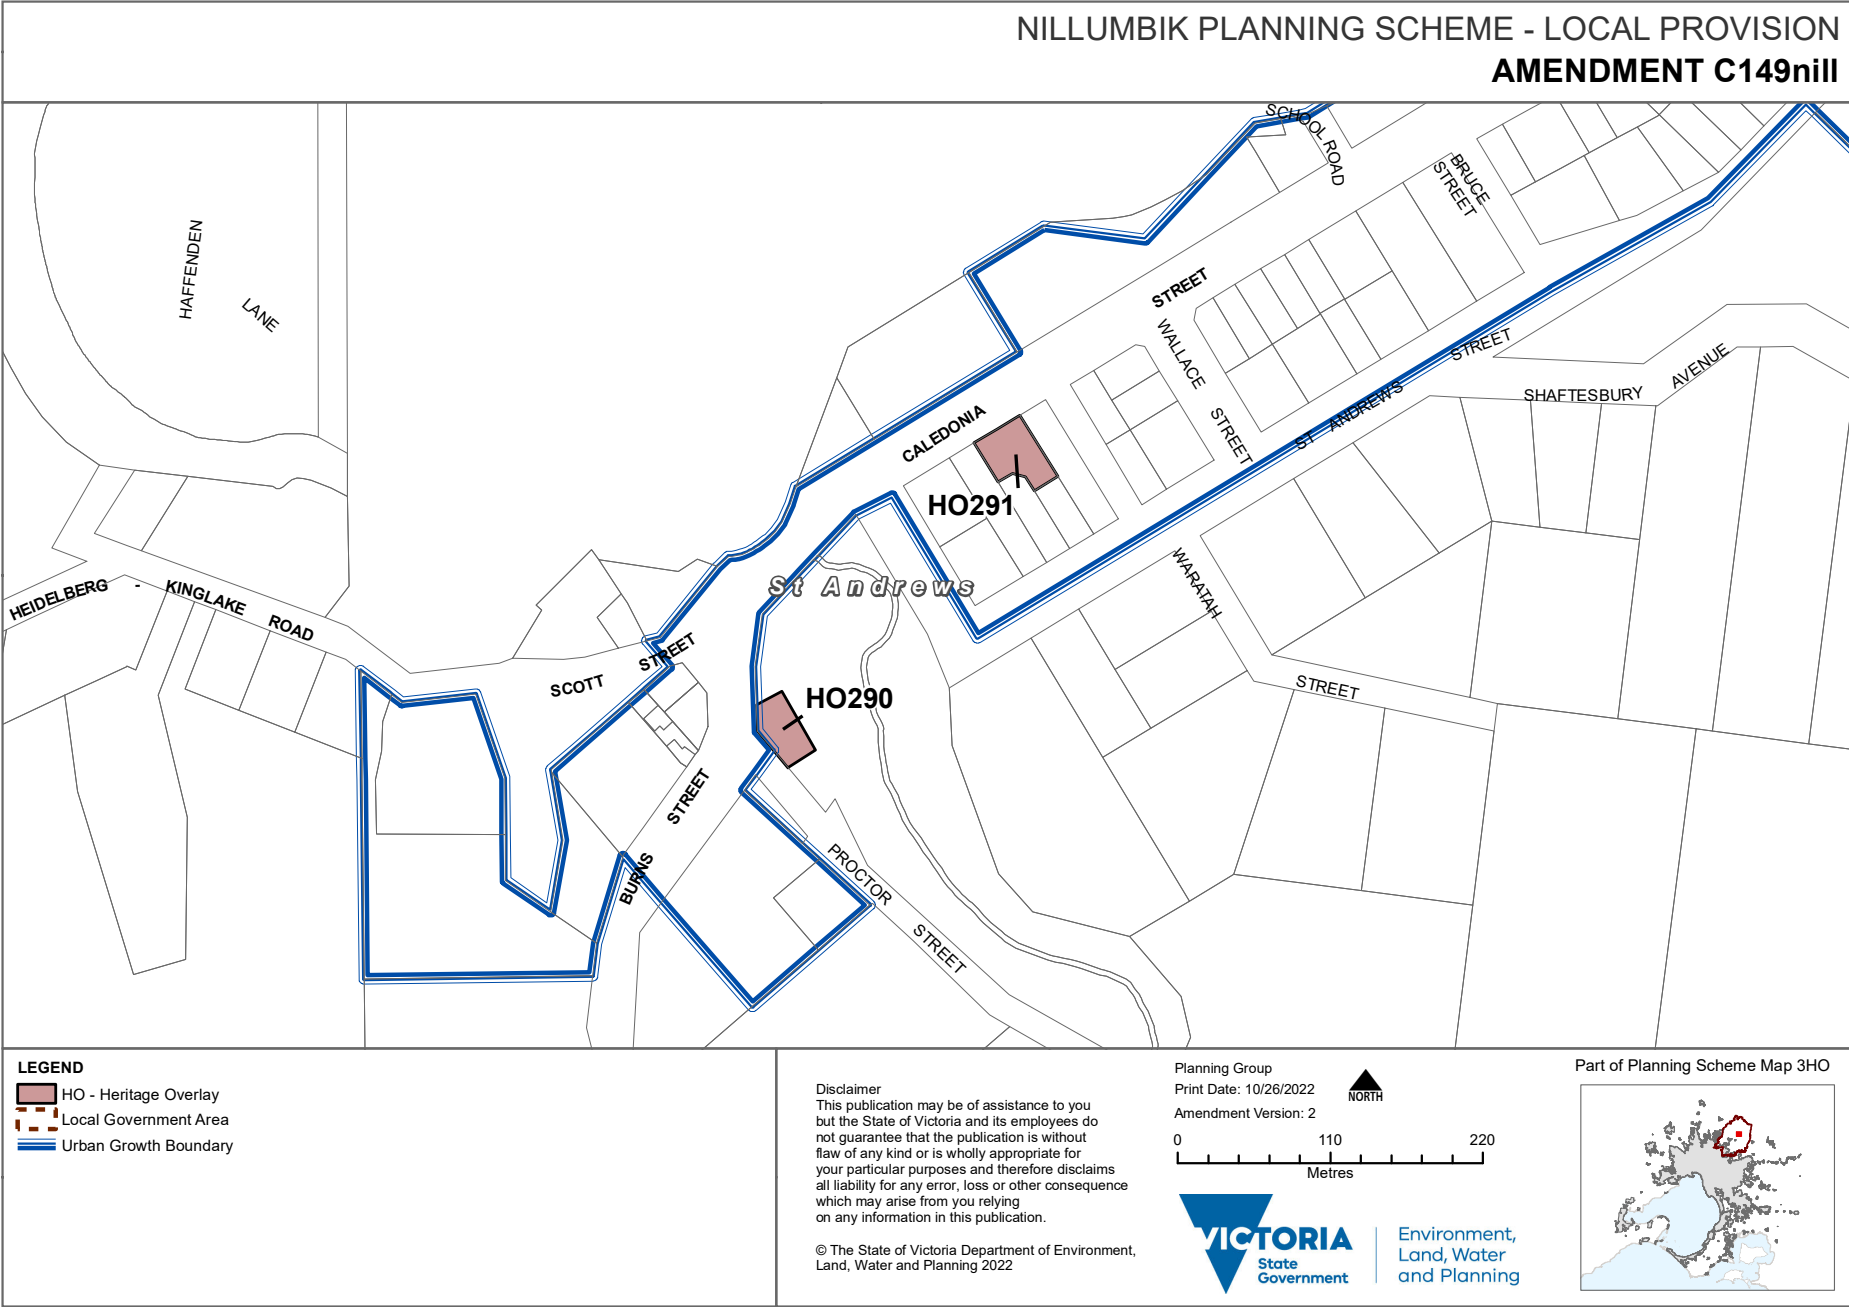 NILLUMBIK PLANNING SCHEME - LOCAL PROVISION
AMENDMENT C149nill
SCHOOL ROAD
BRUCE
STREET
HAFFENDEN
LANE
STREET
WALLACE
STREET
STREET
ST ANDREWS
SHAFTESBURY
AVENUE
CALEDONIA
HO291
St Andrews
WARATAH
STREET
HEIDELBERG - KINGLAKE
ROAD
SCOTT
STREET
HO290
STREET
BURNS
PROCTOR
STREET
LEGEND
HO - Heritage Overlay
Local Government Area
Urban Growth Boundary
Disclaimer
This publication may be of assistance to you
but the State of Victoria and its employees do
not guarantee that the publication is without
flaw of any kind or is wholly appropriate for
your particular purposes and therefore disclaims
all liability for any error, loss or other consequence
which may arise from you relying
on any information in this publication.
© The State of Victoria Department of Environment,
Land, Water and Planning 2022
Planning Group
Print Date: 10/26/2022
Amendment Version: 2
NORTH
0 110 220
Metres
VICTORIA
State
Government
Environment,
Land, Water
and Planning
Part of Planning Scheme Map 3HO